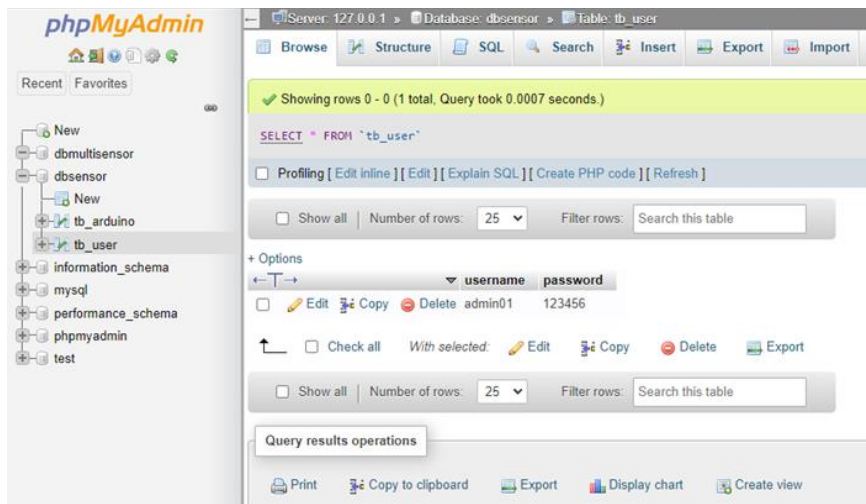 phpMyAdmin
Recent Favorites
New
dbmultisensor
dbsensor
New
tb_arduino
tb_user
information_schema
mysql
performance_schema
phpmyadmin
test
Server: 127.0.0.1 » Database: dbsensor » Table: tb_user
Browse Structure SQL Search Insert Export Import
Showing rows 0 - 0 (1 total, Query took 0.0007 seconds.)
SELECT * FROM `tb_user`
Profiling [ Edit inline ] [ Edit ] [ Explain SQL ] [ Create PHP code ] [ Refresh ]
Show all | Number of rows: 25 Filter rows: Search this table
+ Options
←T→ username password
Edit Copy Delete admin01 123456
Check all With selected: Edit Copy Delete Export
Show all | Number of rows: 25 Filter rows: Search this table
Query results operations
Print Copy to clipboard Export Display chart Create view